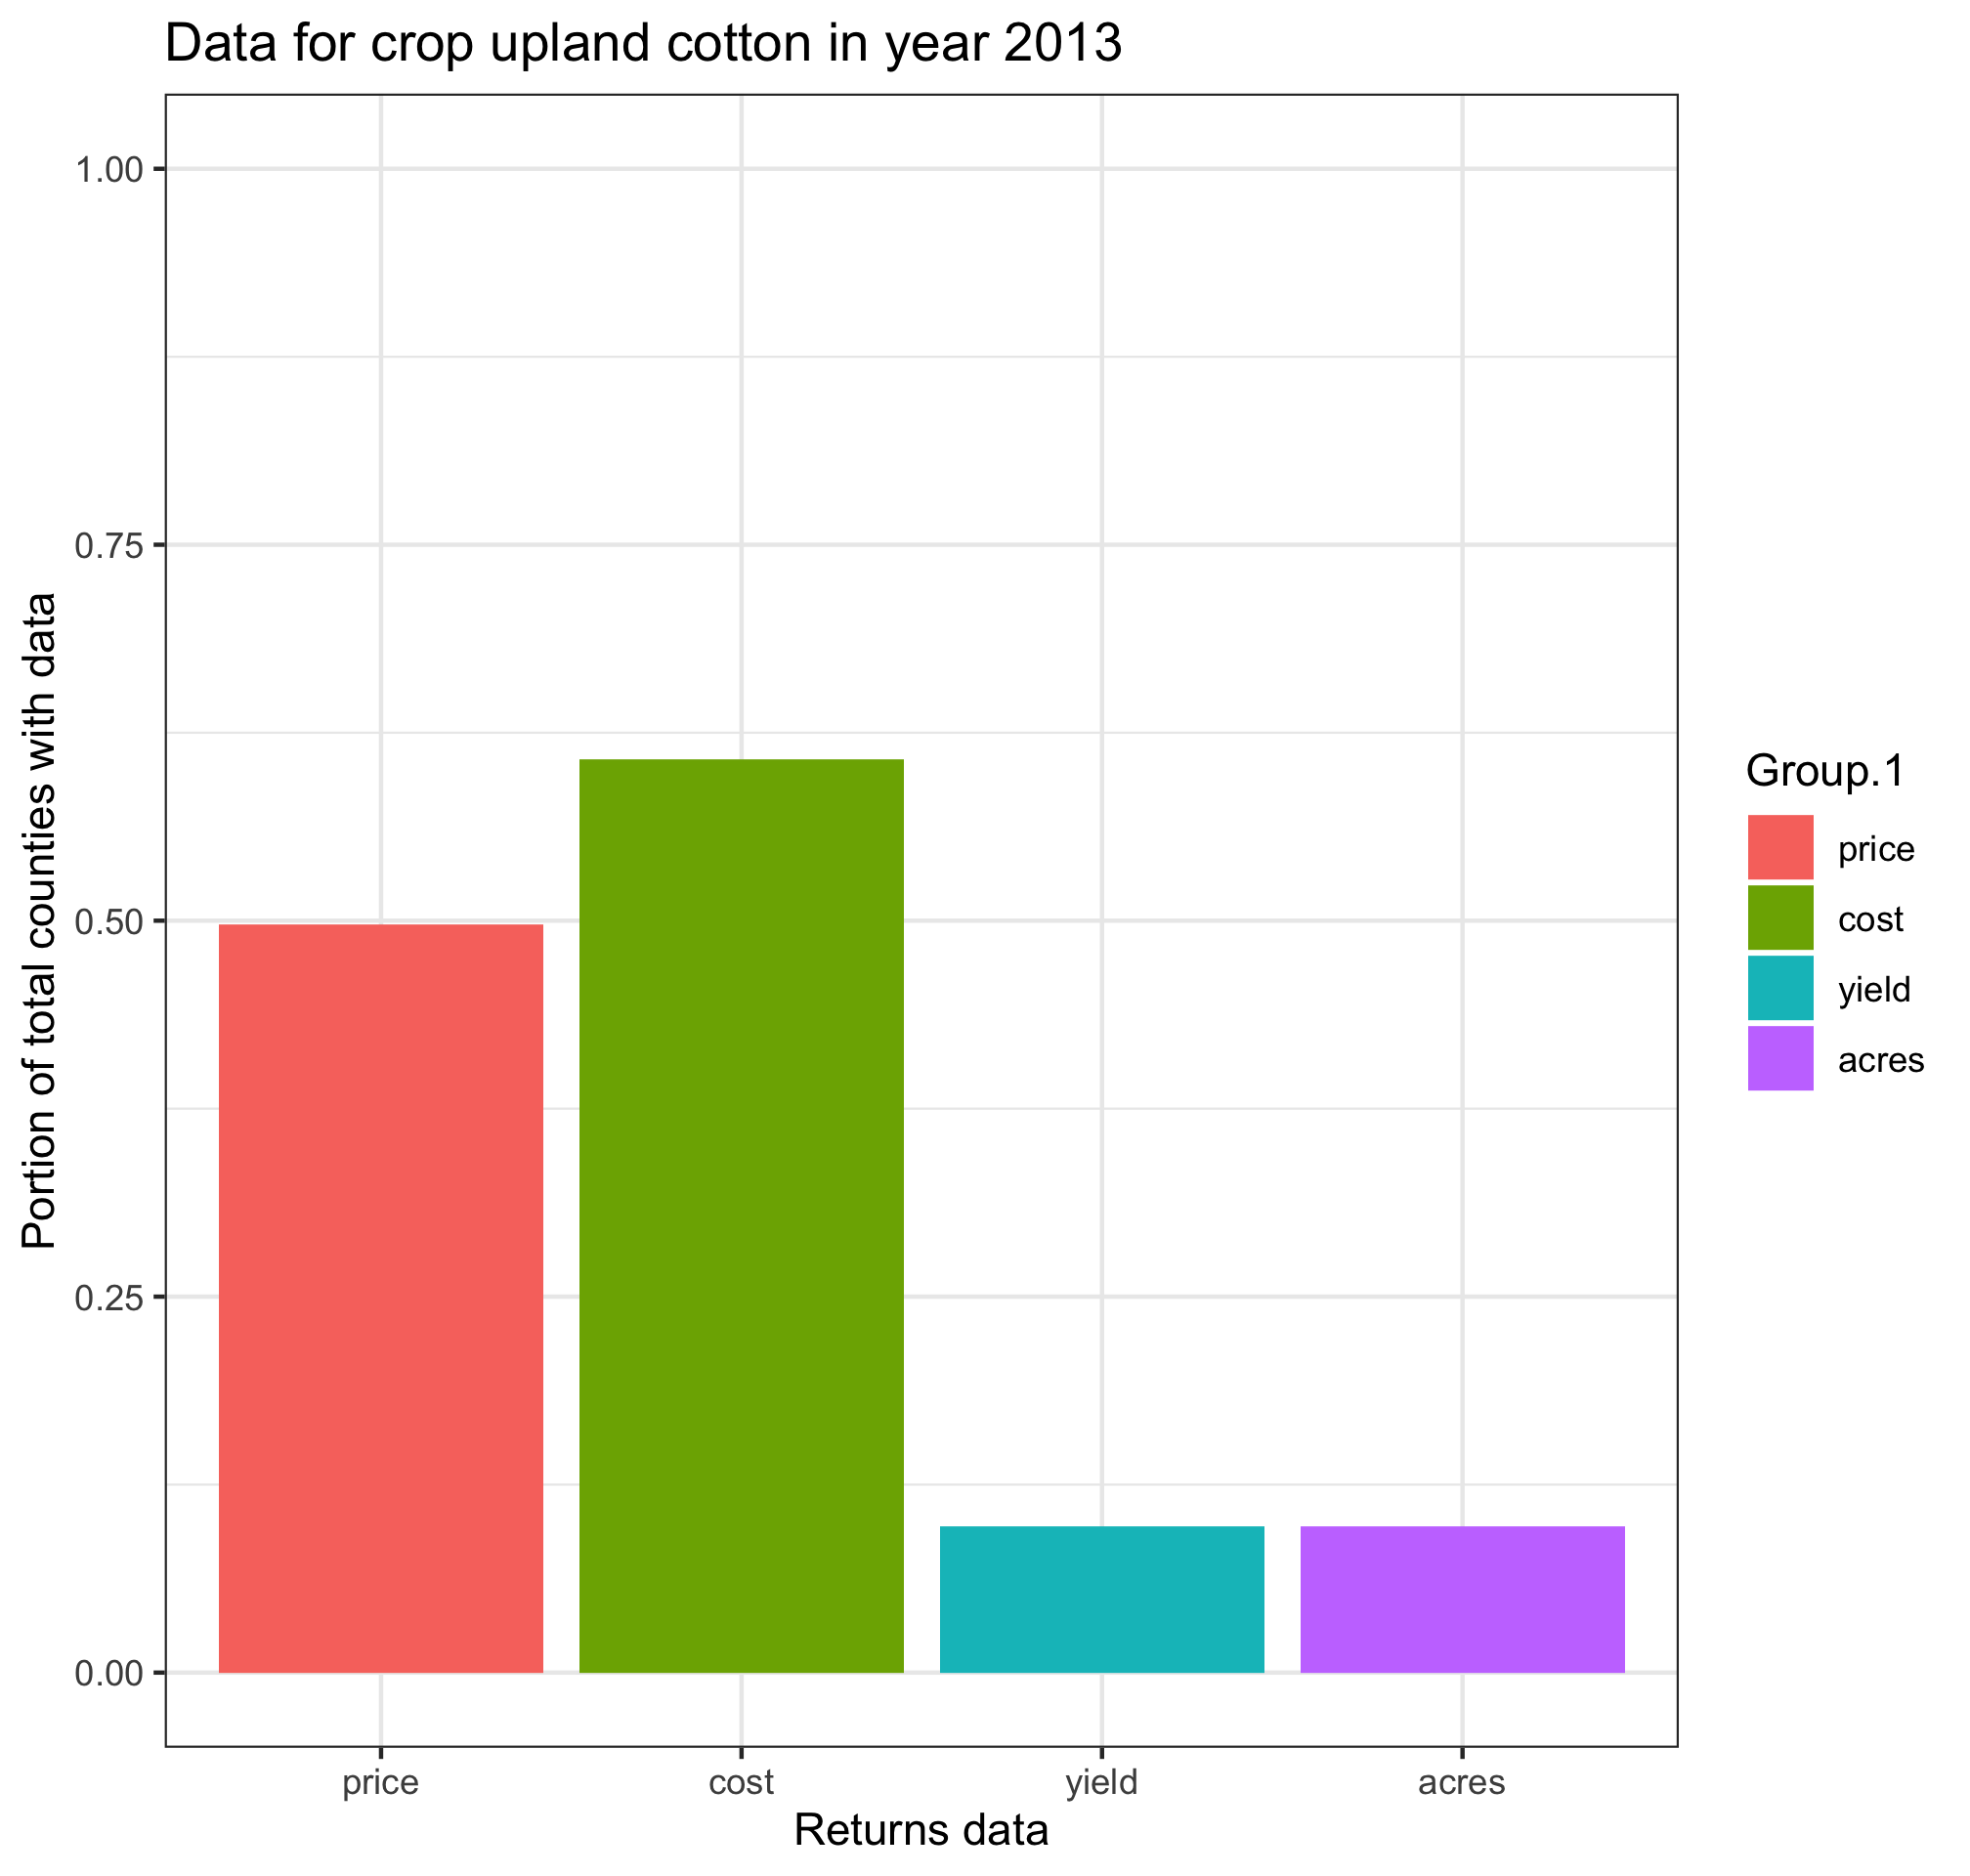 Data for crop upland cotton in year 2013
Portion of total counties with data
1.00
0.75
0.50
0.25
0.00
price
cost
yield
acres
Returns data
Group.1
price
cost
yield
acres